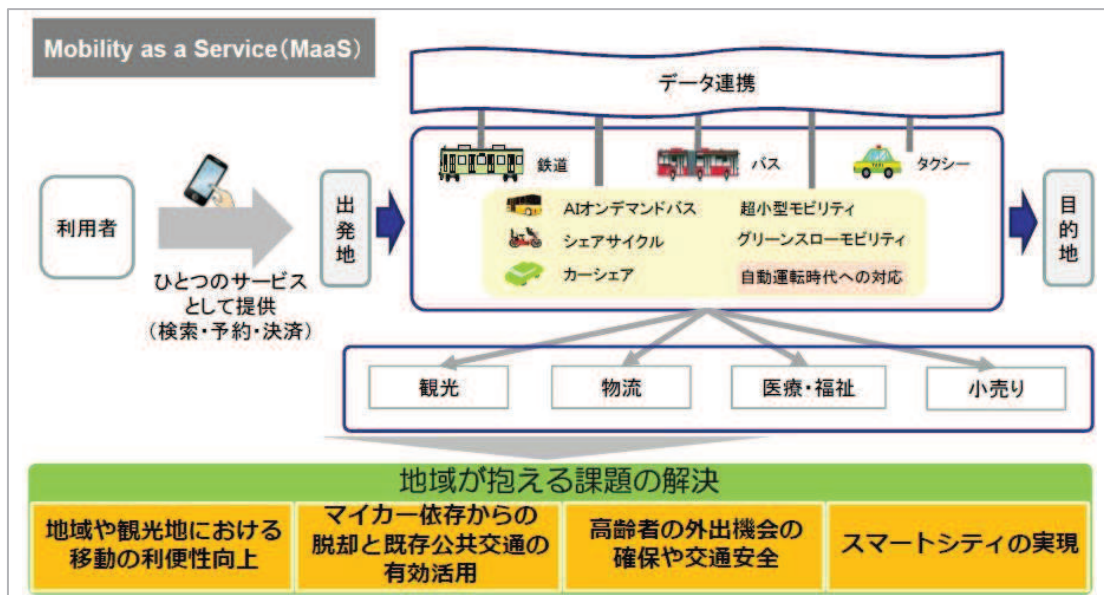 Mobility as a Service(MaaS)
データ連携
鉄道
バス
タクシー
利用者
出発地
目的地
AIオンデマンドバス
超小型モビリティ
シェアサイクル
グリーンスローモビリティ
カーシェア
自動運転時代への対応
ひとつのサービス
として提供
(検索・予約・決済)
観光
物流
医療・福祉
小売り
地域が抱える課題の解決
地域や観光地における
移動の利便性向上
マイカー依存からの
脱却と既存公共交通の
有効活用
高齢者の外出機会の
確保や交通安全
スマートシティの実現